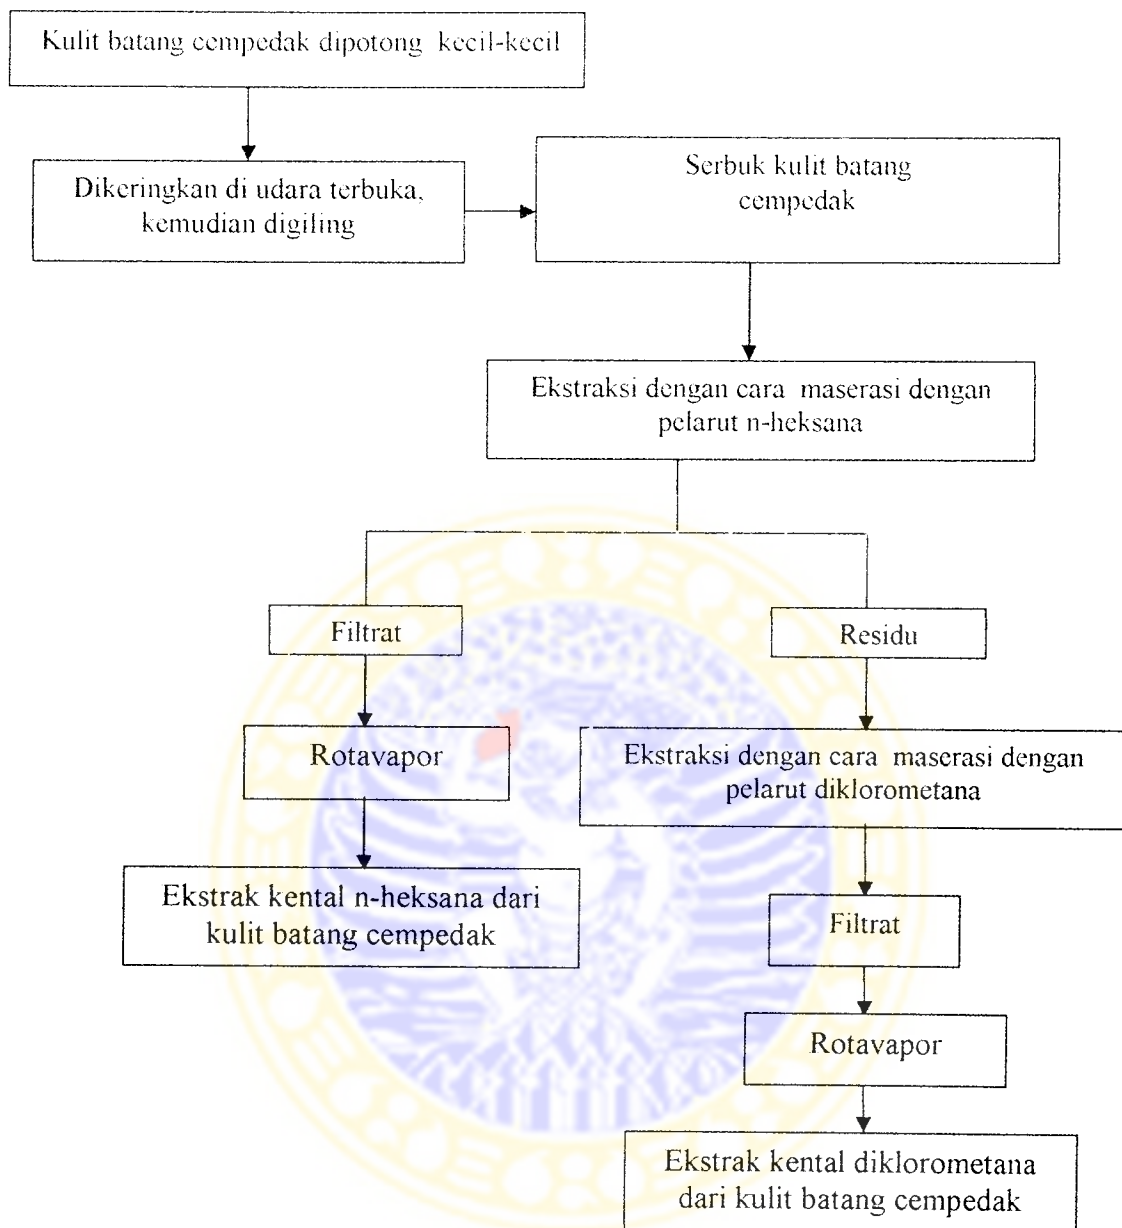 Kulit batang cempedak dipotong kecil-kecil
Dikeringkan di udara terbuka,
kemudian digiling
Serbuk kulit batang
cempedak
Ekstraksi dengan cara maserasi dengan
pelarut n-heksana
Filtrat
Rotavapor
Ekstrak kental n-heksana dari
kulit batang cempedak
Residu
Ekstraksi dengan cara maserasi dengan
pelarut diklorometana
Filtrat
Rotavapor
Ekstrak kental diklorometana
dari kulit batang cempedak